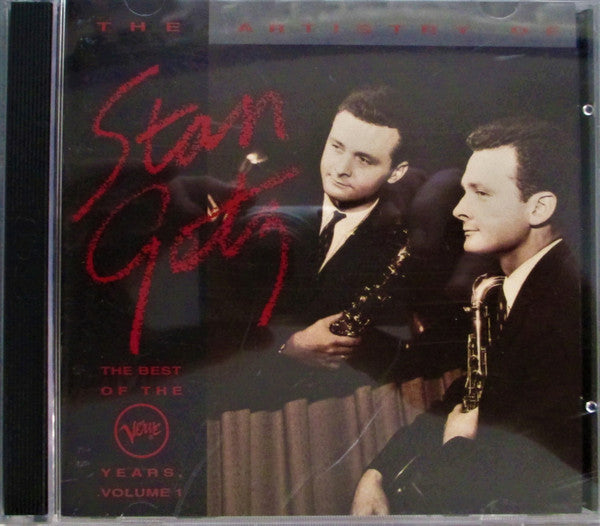 THE ARTISTRY OF
Stan
Getz
THE BEST
OF THE
Verve
YEARS,
VOLUME 1